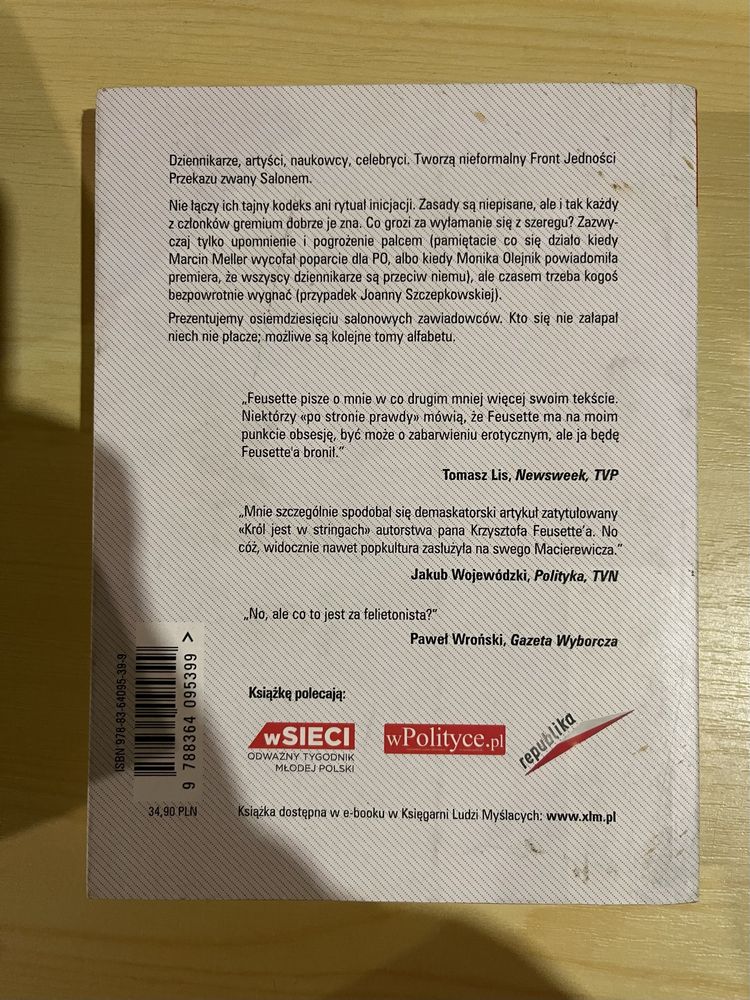 Dziennikarze, artyści, naukowcy, celebryci. Tworzą nieformalny Front Jedności
Przekazu zwany Salonem.
Nie łączy ich tajny kodeks ani rytuał inicjacji. Zasady są niepisane, ale i tak każdy
z członków gremium dobrze je zna. Co grozi za wyłamanie się z szeregu? Zazwy-
czaj tylko upomnienie i pogrożenie palcem (pamiętacie co się działo kiedy
Marcin Meller wycofał poparcie dla PO, albo kiedy Monika Olejnik powiadomiła
premiera, że wszyscy dziennikarze są przeciw niemu), ale czasem trzeba kogoś
bezpowrotnie wygnać (przypadek Joanny Szczepkowskiej).
Prezentujemy osiemdziesięciu salonowych zawiadowców. Kto się nie załapał
niech nie płacze; możliwe są kolejne tomy alfabetu.
„Feusette pisze o mnie w co drugim mniej więcej swoim tekście.
Niektórzy «po stronie prawdy» mówią, że Feusette ma na moim
punkcie obsesję, być może o zabarwieniu erotycznym, ale ja będę
Feusette'a bronił.”
Tomasz Lis, Newsweek, TVP
„Mnie szczególnie spodobał się demaskatorski artykuł zatytułowany
«Król jest w stringach» autorstwa pana Krzysztofa Feusette’a. No
cóż, widocznie nawet popkultura zasłużyła na swego Macierewicza.”
Jakub Wojewódzki, Polityka, TVN
„No, ale co to jest za felietonista?”
Paweł Wroński, Gazeta Wyborcza
Książkę polecają:
wSIECI
ODWAŻNY TYGODNIK
MŁODEJ POLSKI
wPolityce.pl
republika
ISBN 978-83-64095-39-9
9 788364 095399 >
34,90 PLN
Książka dostępna w e-booku w Księgarni Ludzi Myślacych: www.xlm.pl